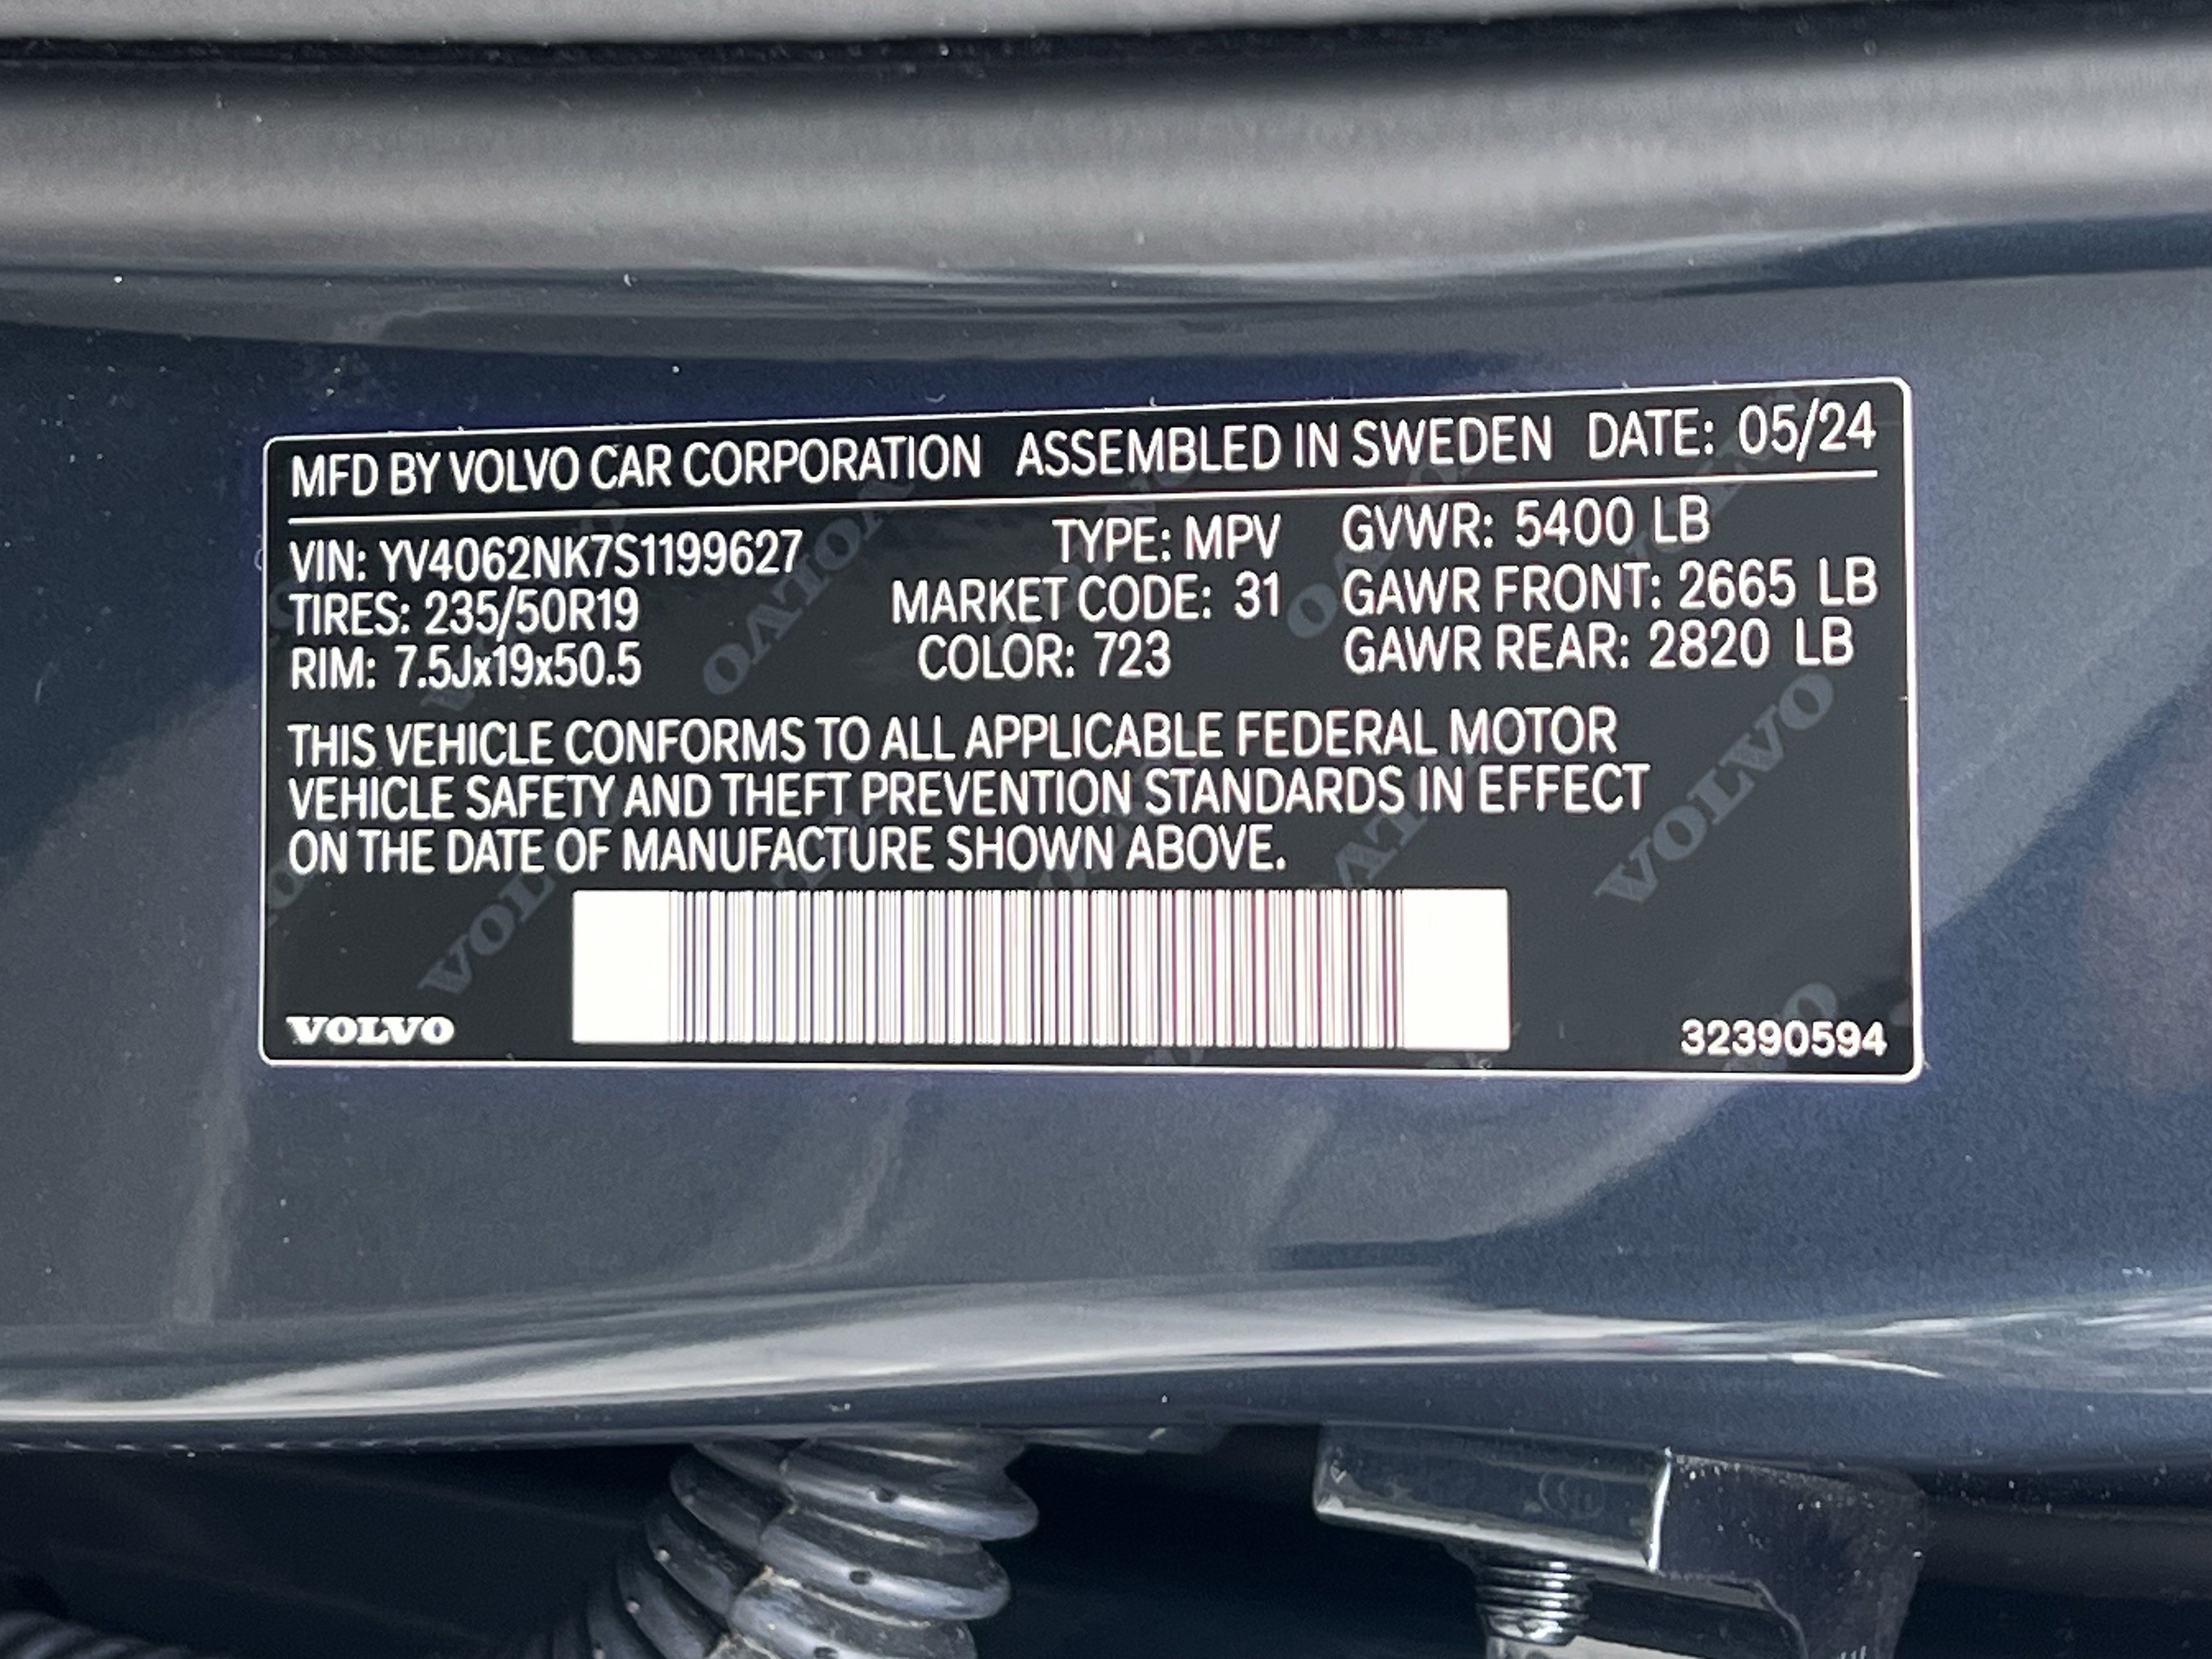 MFD BY VOLVO CAR CORPORATION ASSEMBLED IN SWEDEN DATE: 05/24
VIN: YV4062NK7S1199627 TYPE: MPV GVWR: 5400 LB
TIRES: 235/50R19 MARKET CODE: 31 GAWR FRONT: 2665 LB
RIM: 7.5Jx19x50.5 COLOR: 723 GAWR REAR: 2820 LB
THIS VEHICLE CONFORMS TO ALL APPLICABLE FEDERAL MOTOR
VEHICLE SAFETY AND THEFT PREVENTION STANDARDS IN EFFECT
ON THE DATE OF MANUFACTURE SHOWN ABOVE.
VOLVO 32390594